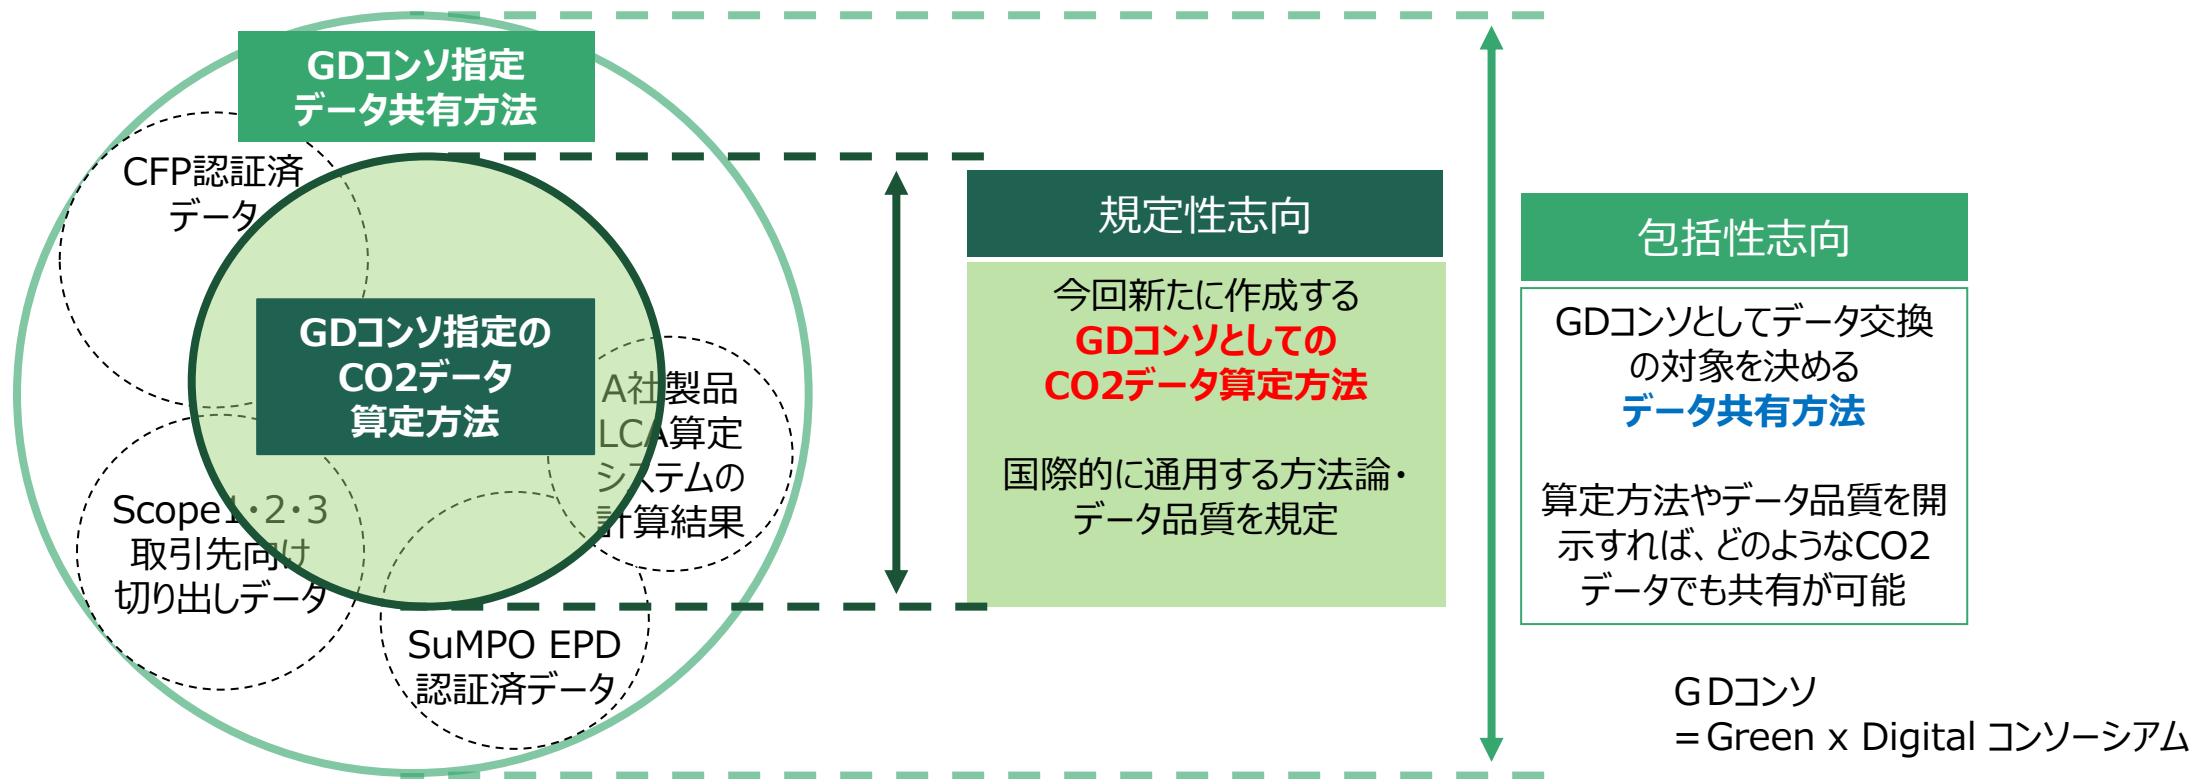 GDコンソ指定
データ共有方法
CFP認証済
データ
GDコンソ指定の
CO2データ
算定方法
A社製品
LCA算定
システムの
計算結果
Scope1・2・3
取引先向け
切り出しデータ
SuMPO EPD
認証済データ
規定性志向
今回新たに作成する
GDコンソとしての
CO2データ算定方法
国際的に通用する方法論・
データ品質を規定
包括性志向
GDコンソとしてデータ交換
の対象を決める
データ共有方法
算定方法やデータ品質を開
示すれば、どのようなCO2
データでも共有が可能
ＧDコンソ
＝Green x Digital コンソーシアム